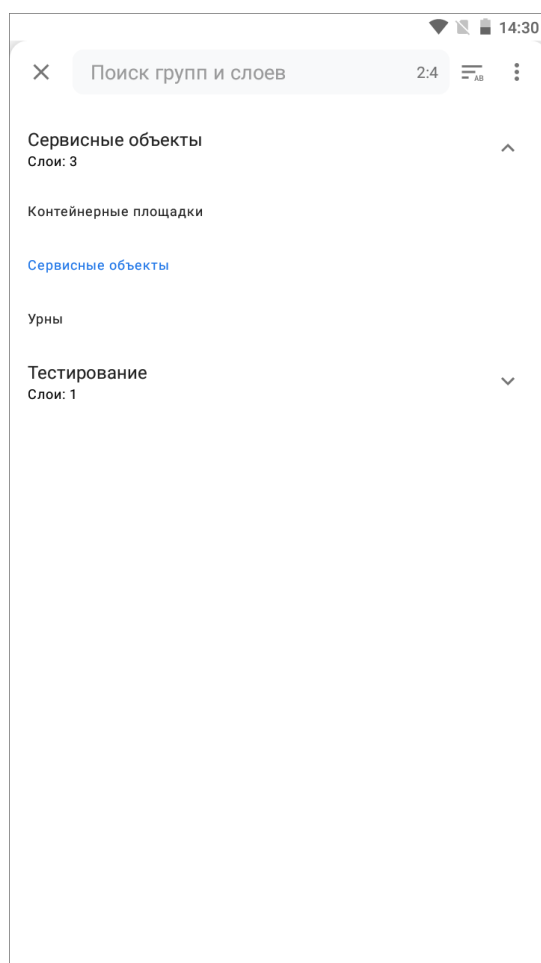 14:30
Поиск групп и слоев 2:4
AB
Сервисные объекты
Слои: 3
Контейнерные площадки
Сервисные объекты
Урны
Тестирование
Слои: 1